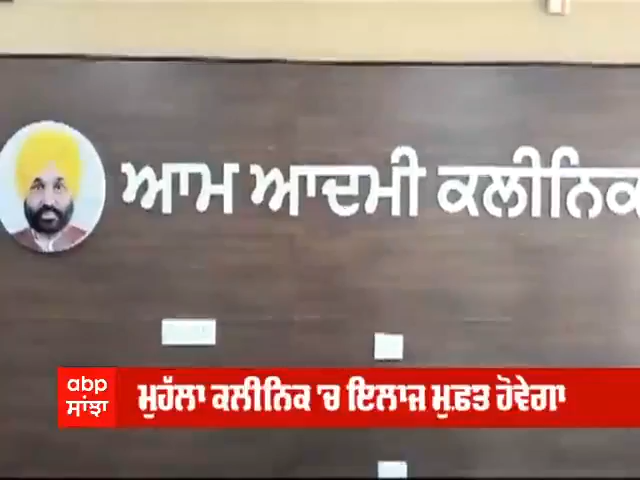 ਆਮ ਆਦਮੀ ਕਲੀਨਿਕ
abp
ਸਾਂਝਾ
ਮੁਹੱਲਾ ਕਲੀਨਿਕ 'ਚ ਇਲਾਜ ਮੁਫ਼ਤ ਹੋਵੇਗਾ